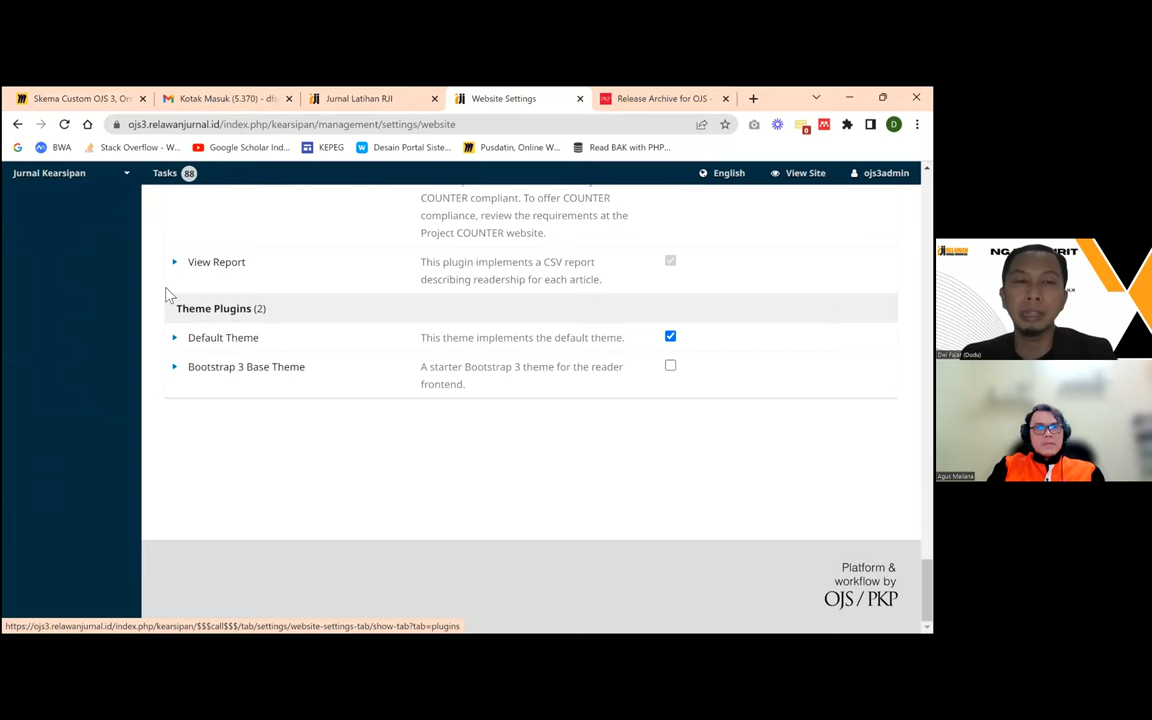 Skema Custom OJS 3, On
Kotak Masuk (5.370) - dfs
Jurnal Latihan RJI
Website Settings
Release Archive for OJS -
ojs3.relawanjurnal.id/index.php/kearsipan/management/settings/website
BWA
Stack Overflow - W...
Google Scholar Ind...
KEPEG
Desain Portal Siste...
Pusdatin, Online W...
Read BAK with PHP...
Jurnal Kearsipan
Tasks 88
English
View Site
ojs3admin
COUNTER compliant. To offer COUNTER
compliance, review the requirements at the
Project COUNTER website.
View Report
This plugin implements a CSV report
describing readership for each article.
Theme Plugins (2)
Default Theme
This theme implements the default theme.
Bootstrap 3 Base Theme
A starter Bootstrap 3 theme for the reader
frontend.
Platform &
workflow by
OJS / PKP
https://ojs3.relawanjurnal.id/index.php/kearsipan/$$$call$$$/tab/settings/website-settings-tab/show-tab?tab=plugins
RELAWAN
Dwi Fajar (Dudu)
Agus Mailana